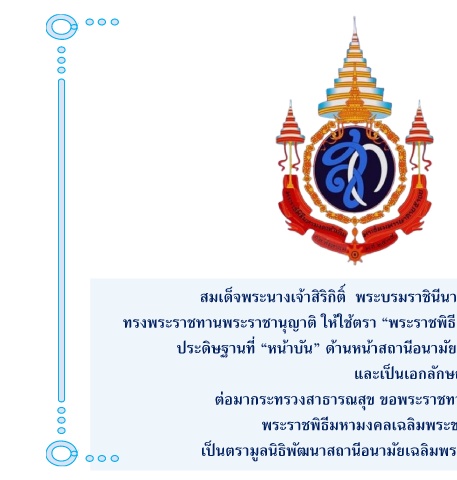 สมเด็จพระนางเจ้าสิริกิติ์ พระบรมราชินีนา
ทรงพระราชทานพระราชานุญาติ ให้ใช้ตรา “พระราชพิธี
ประดิษฐานที่ “หน้าบัน” ด้านหน้าสถานีอนามัย
และเป็นเอกลักษ
ต่อมากระทรวงสาธารณสุข ขอพระราชท
พระราชพิธีมหามงคลเฉลิมพระช
เป็นตรามูลนิธิพัฒนาสถานีอนามัยเฉลิมพร